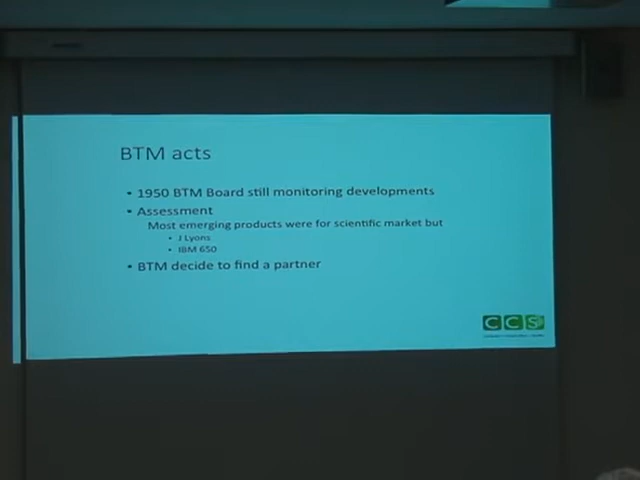 BTM acts
• 1950 BTM Board still monitoring developments
• Assessment
Most emerging products were for scientific market but
• J Lyons
• IBM 650
• BTM decide to find a partner
CCS